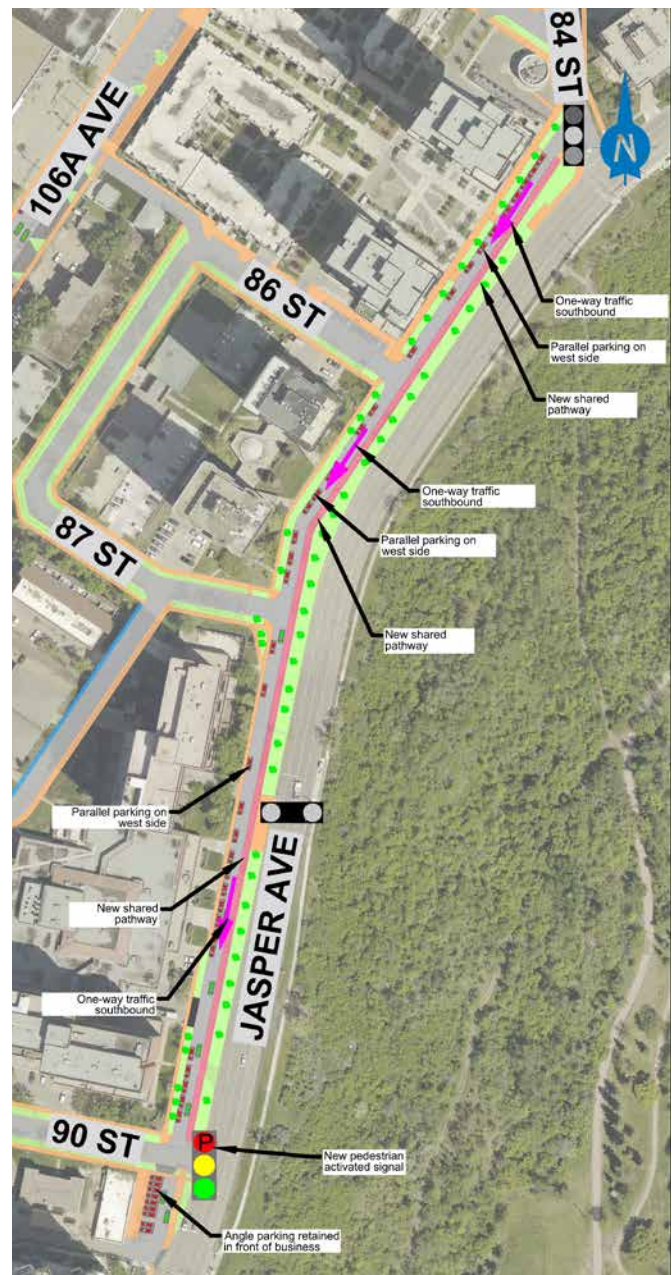 84 ST
N
106A AVE
One-way traffic
southbound
86 ST
Parallel parking on
west side
New shared
pathway
One-way traffic
southbound
Parallel parking on
west side
87 ST
New shared
pathway
Parallel parking on
west side
JASPER AVE
New shared
pathway
One-way traffic
southbound
90 ST
P
New pedestrian
activated signal
Angle parking retained
in front of business